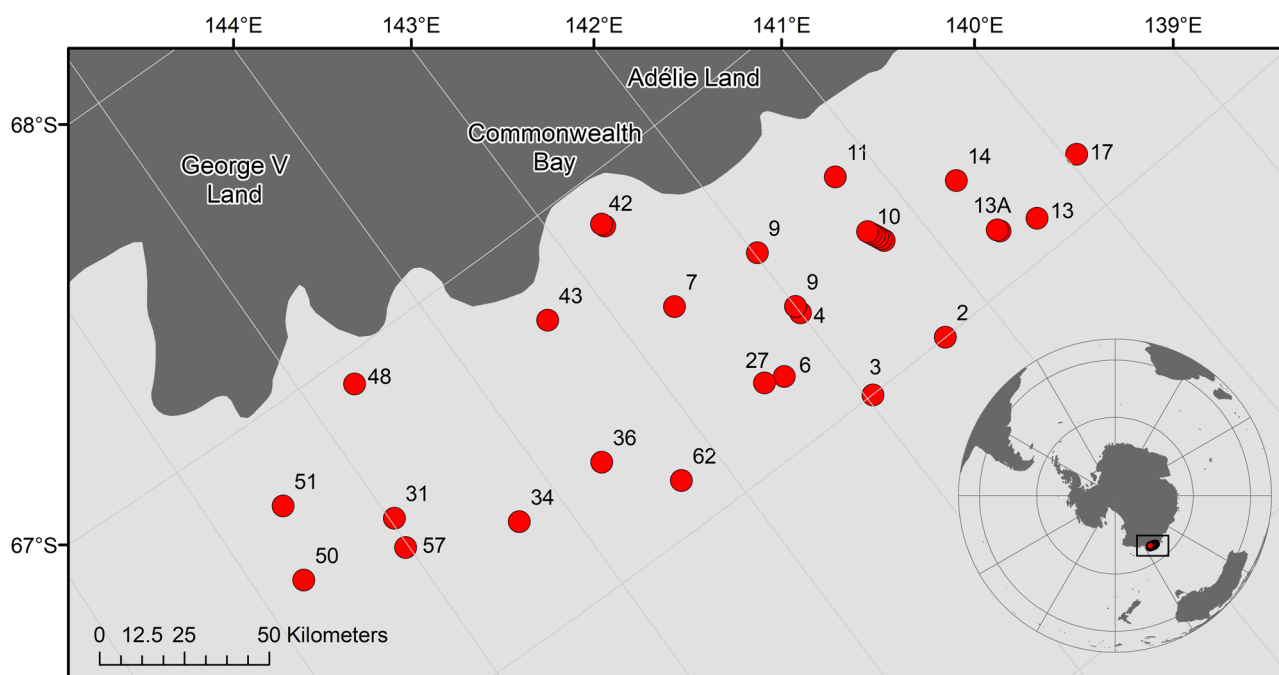 144°E 143°E 142°E 141°E 140°E 139°E
Adélie Land
68°S
Commonwealth
Bay
George V
Land
11
14
17
42
10
13A
13
9
43
7
9
4
2
48
27
6
3
36
62
51
31
34
67°S
57
50
0 12.5 25 50 Kilometers